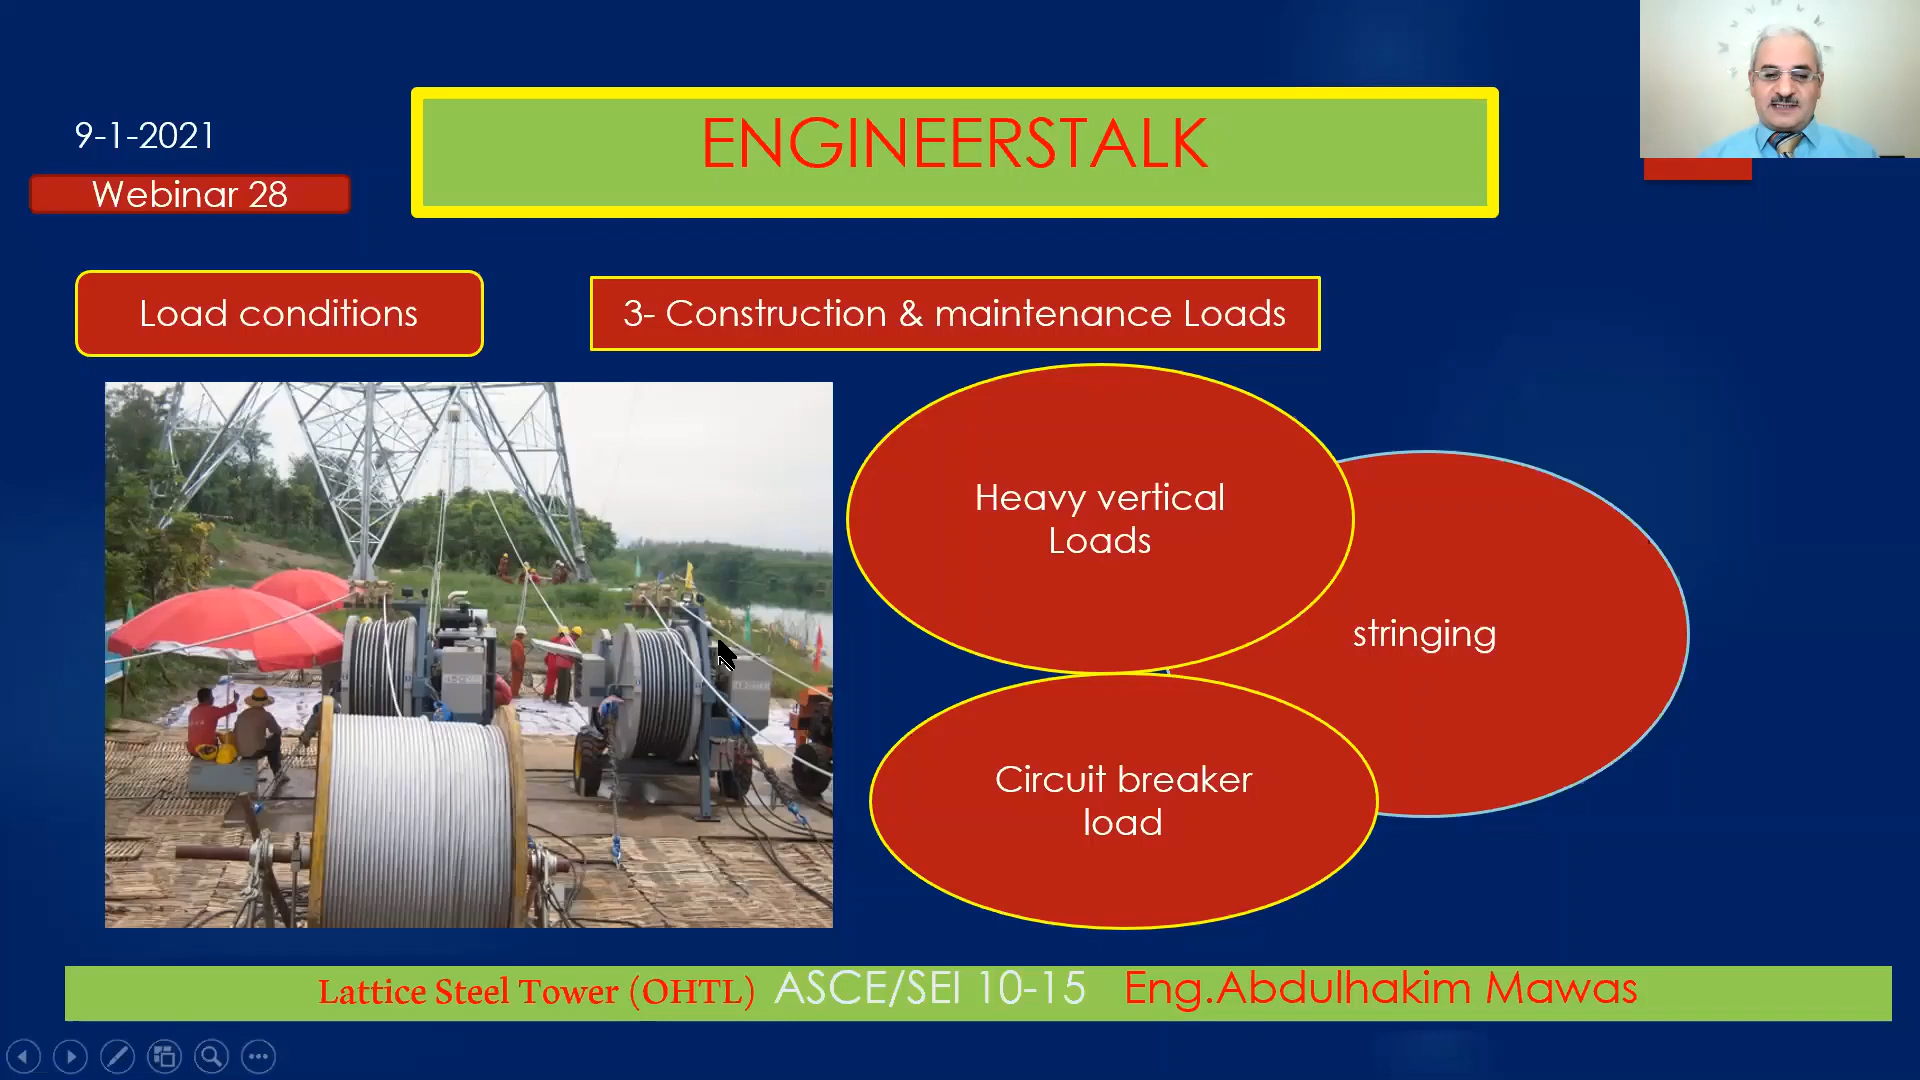 9-1-2021
Webinar 28
ENGINEERSTALK
Load conditions
3- Construction & maintenance Loads
Heavy vertical
Loads
stringing
Circuit breaker
load
Lattice Steel Tower (OHTL) ASCE/SEI 10-15 Eng.Abdulhakim Mawas